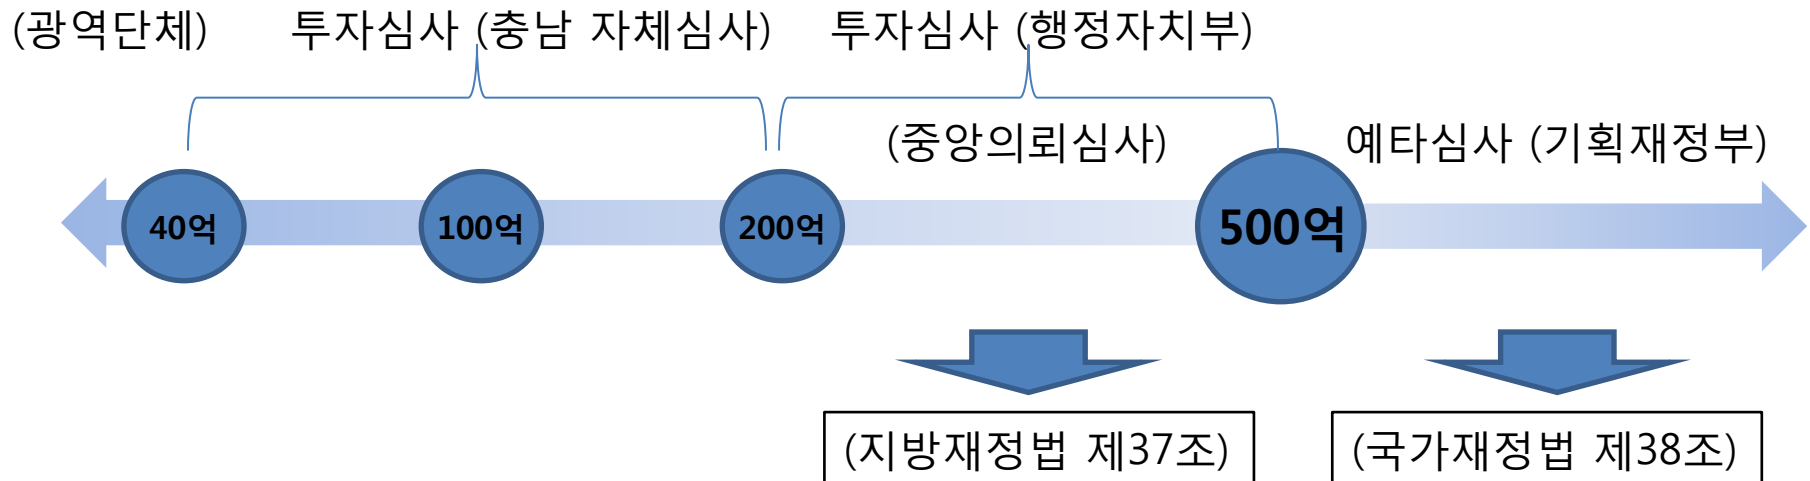 (광역단체) 투자심사 (충남 자체심사) 투자심사 (행정자치부)
(중앙의뢰심사) 예타심사 (기획재정부)
40억 100억 200억 500억
(지방재정법 제37조) (국가재정법 제38조)